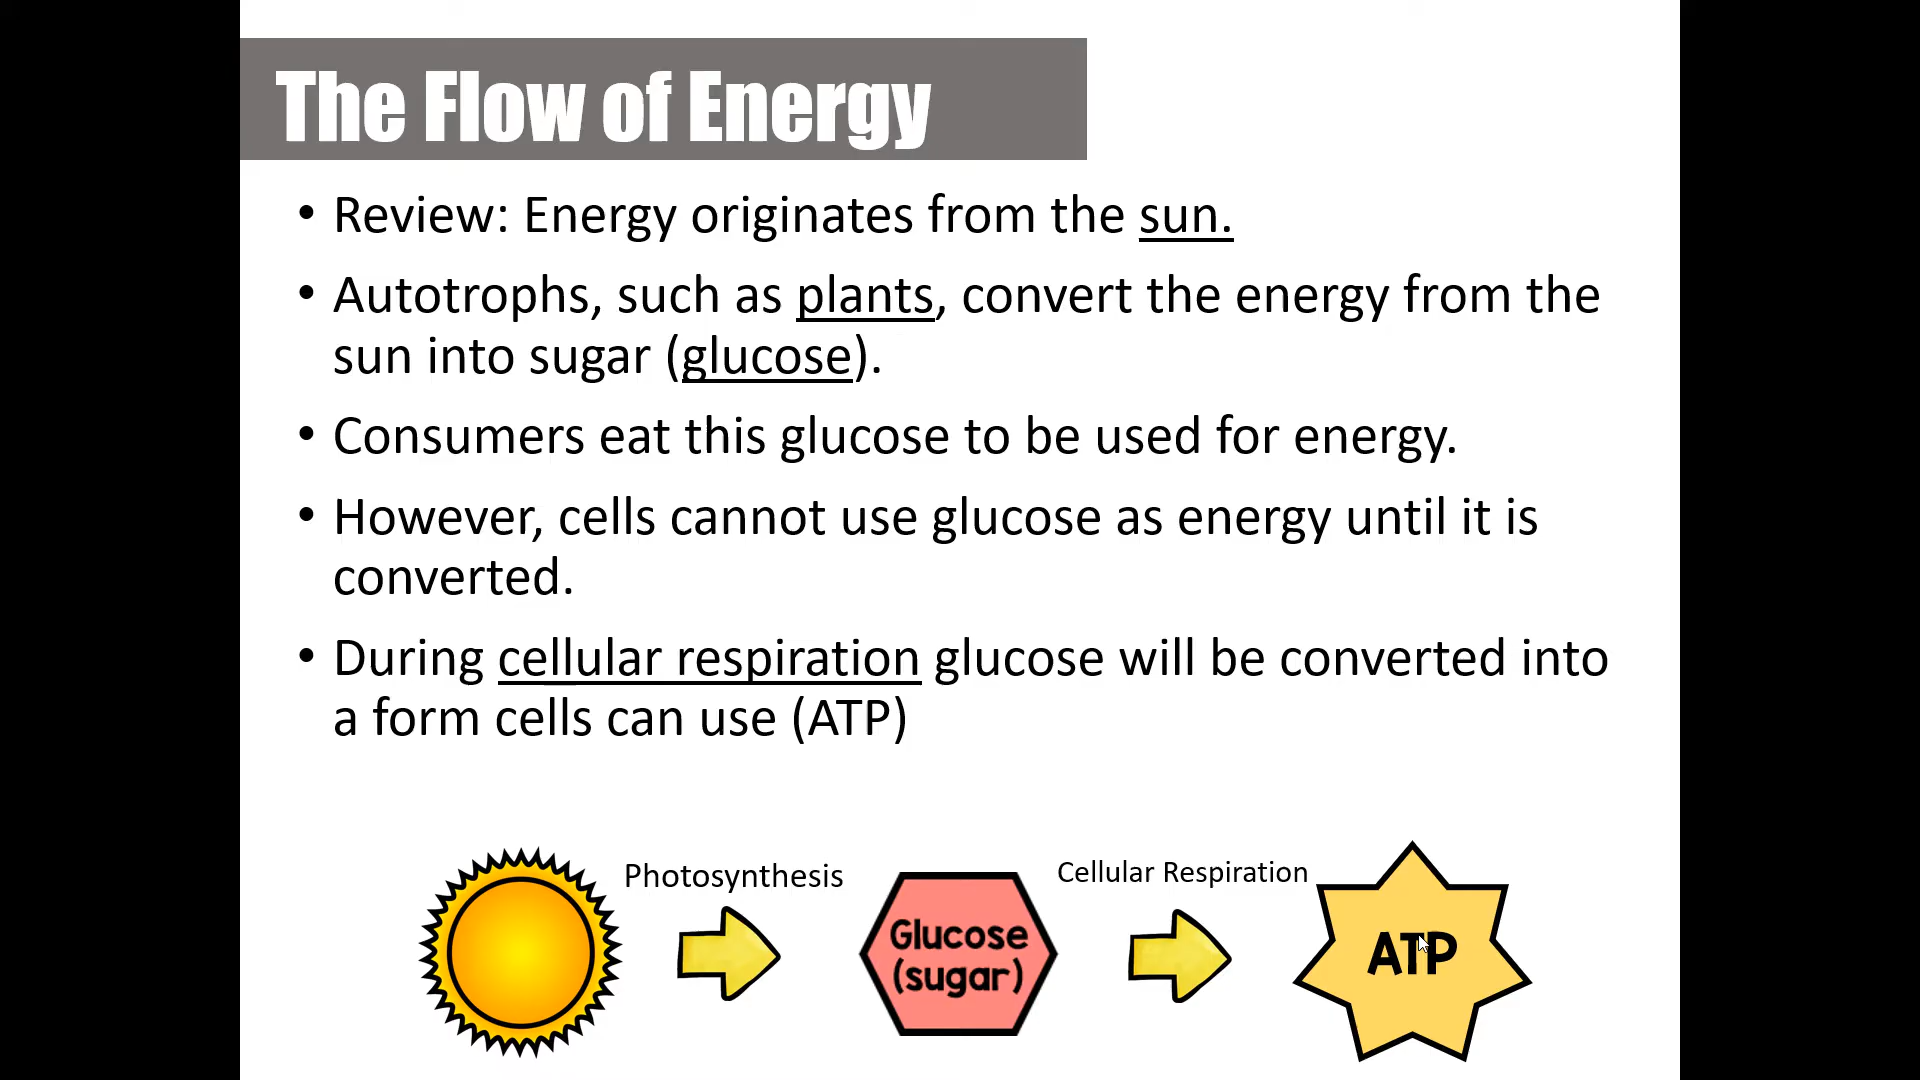 The Flow of Energy
• Review: Energy originates from the sun.
• Autotrophs, such as plants, convert the energy from the
sun into sugar (glucose).
• Consumers eat this glucose to be used for energy.
• However, cells cannot use glucose as energy until it is
converted.
• During cellular respiration glucose will be converted into
a form cells can use (ATP)
Photosynthesis
Glucose
(sugar)
Cellular Respiration
ATP